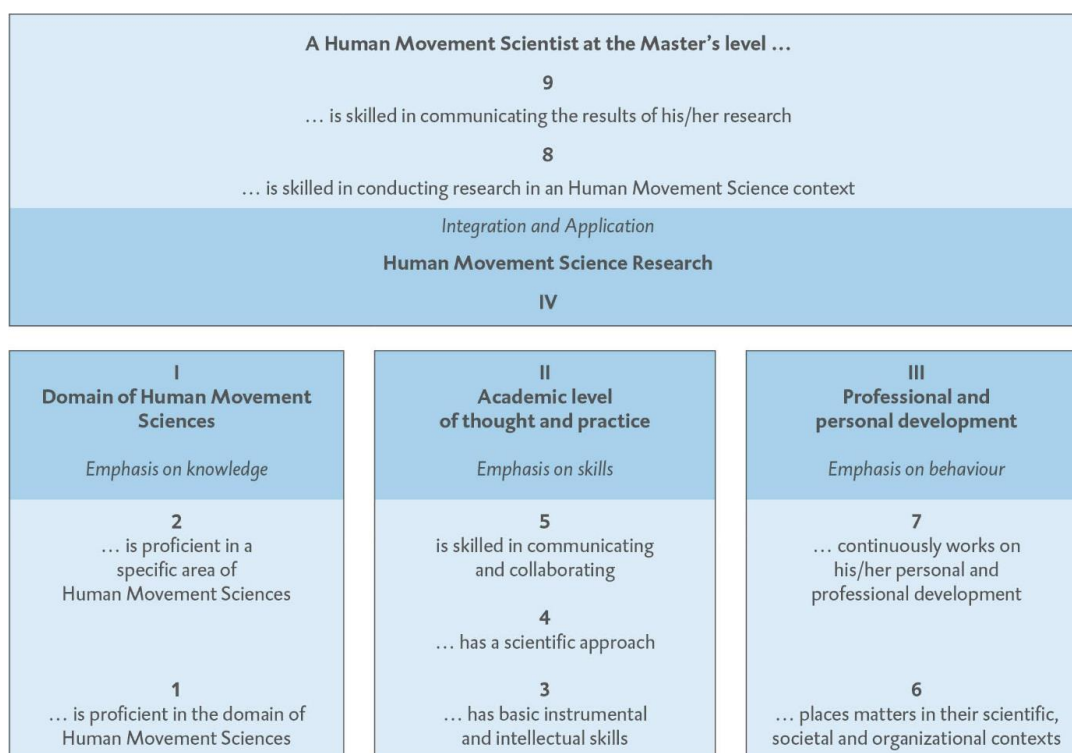 A Human Movement Scientist at the Master's level …
9
… is skilled in communicating the results of his/her research
8
… is skilled in conducting research in an Human Movement Science context
Integration and Application
Human Movement Science Research
IV
I
Domain of Human Movement
Sciences
Emphasis on knowledge
2
… is proficient in a
specific area of
Human Movement Sciences
1
… is proficient in the domain of
Human Movement Sciences
II
Academic level
of thought and practice
Emphasis on skills
5
is skilled in communicating
and collaborating
4
… has a scientific approach
3
… has basic instrumental
and intellectual skills
III
Professional and
personal development
Emphasis on behaviour
7
… continuously works on
his/her personal and
professional development
6
… places matters in their scientific,
societal and organizational contexts